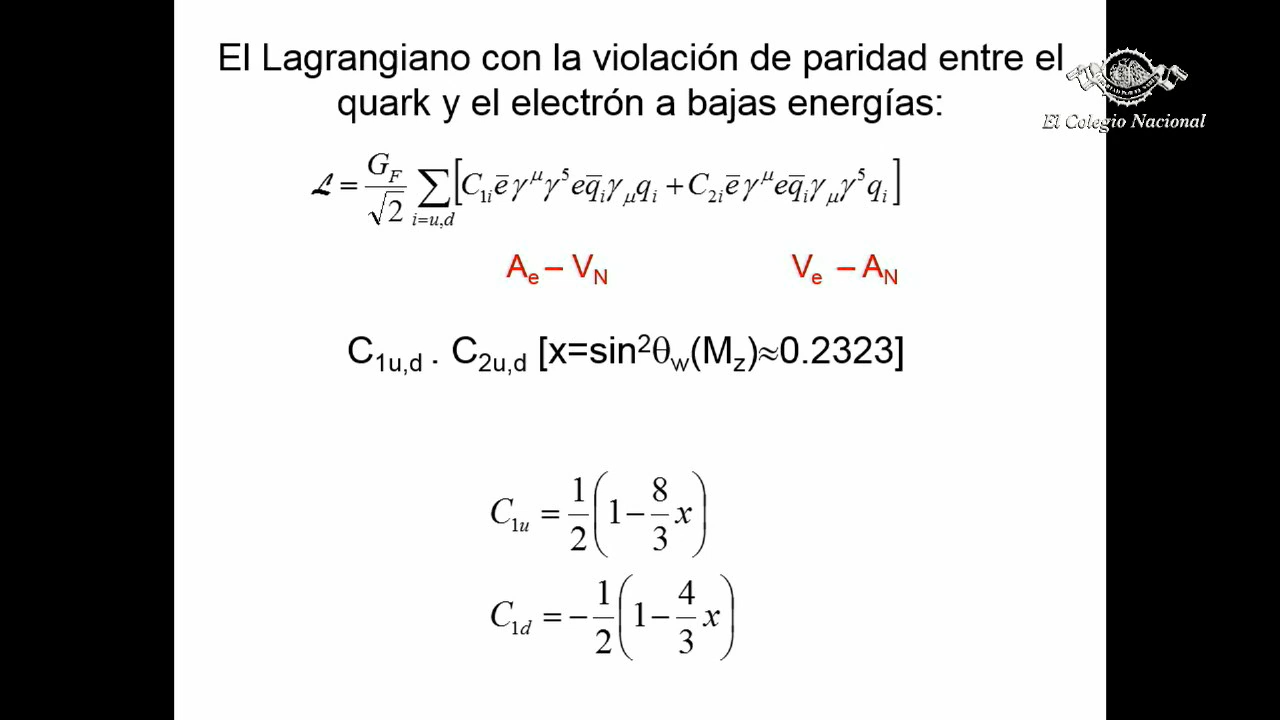 El Lagrangiano con la violación de paridad entre el
quark y el electrón a bajas energías:
El Colegio Nacional
ℒ = G_F/√2 ∑_{i=u,d} [C_{1i} e̅ γ^μ γ^5 e q̅_i γ_μ q_i + C_{2i} e̅ γ^μ e q̅_i γ_μ γ^5 q_i]
A_e – V_N V_e – A_N
C_{1u,d} . C_{2u,d} [x=sin²θ_w(M_z)≈0.2323]
C_{1u} = 1/2 (1 − 8/3 x)
C_{1d} = − 1/2 (1 − 4/3 x)